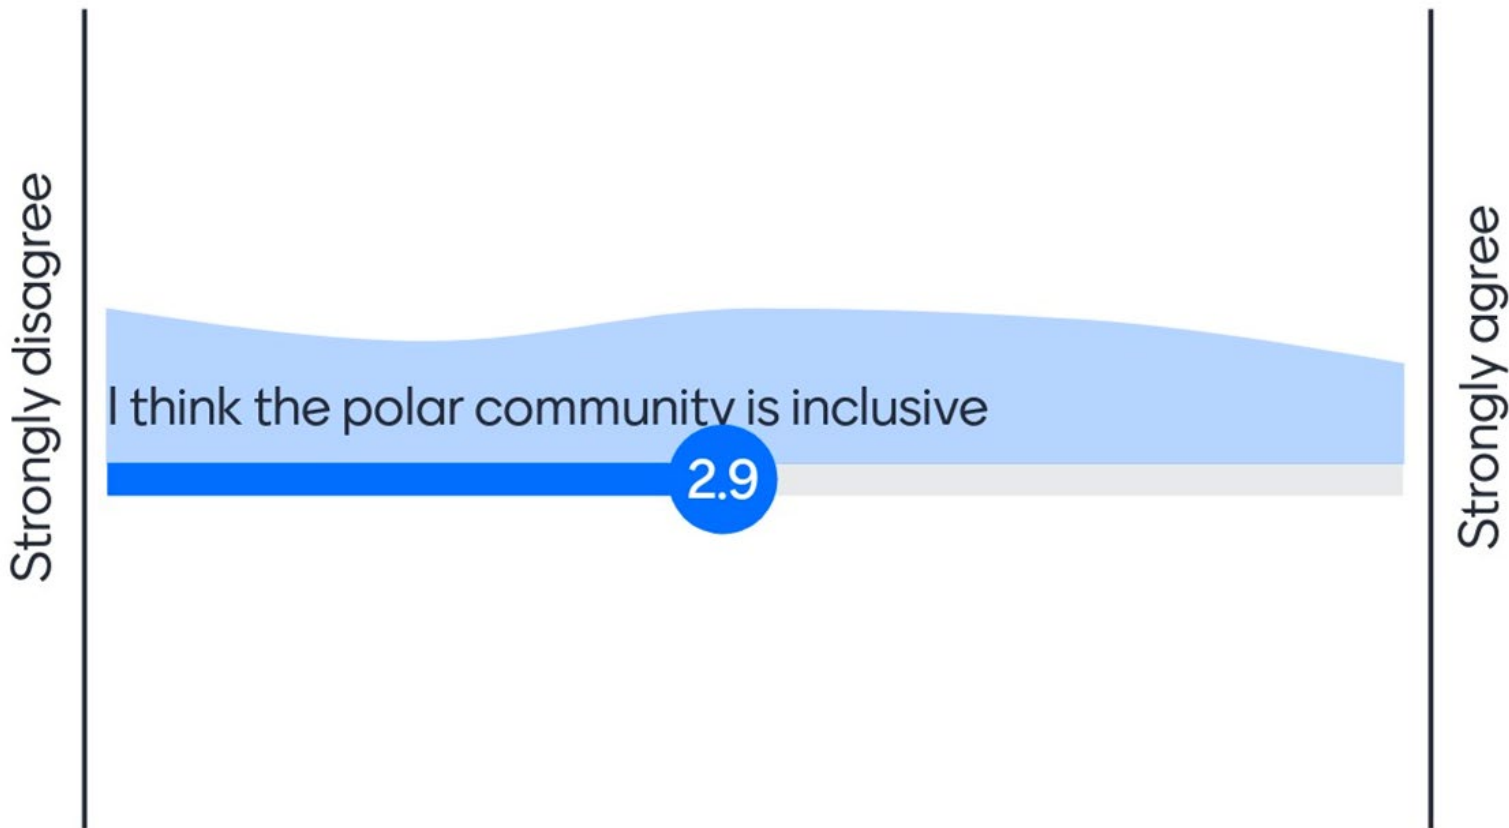 Strongly disagree
I think the polar community is inclusive
2.9
Strongly agree